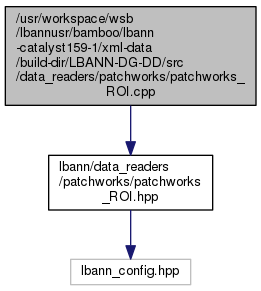 /usr/workspace/wsb
/lbannusr/bamboo/lbann
-catalyst159-1/xml-data
/build-dir/LBANN-DG-DD/src
/data_readers/patchworks/patchworks_
ROI.cpp
lbann/data_readers
/patchworks/patchworks
_ROI.hpp
lbann_config.hpp